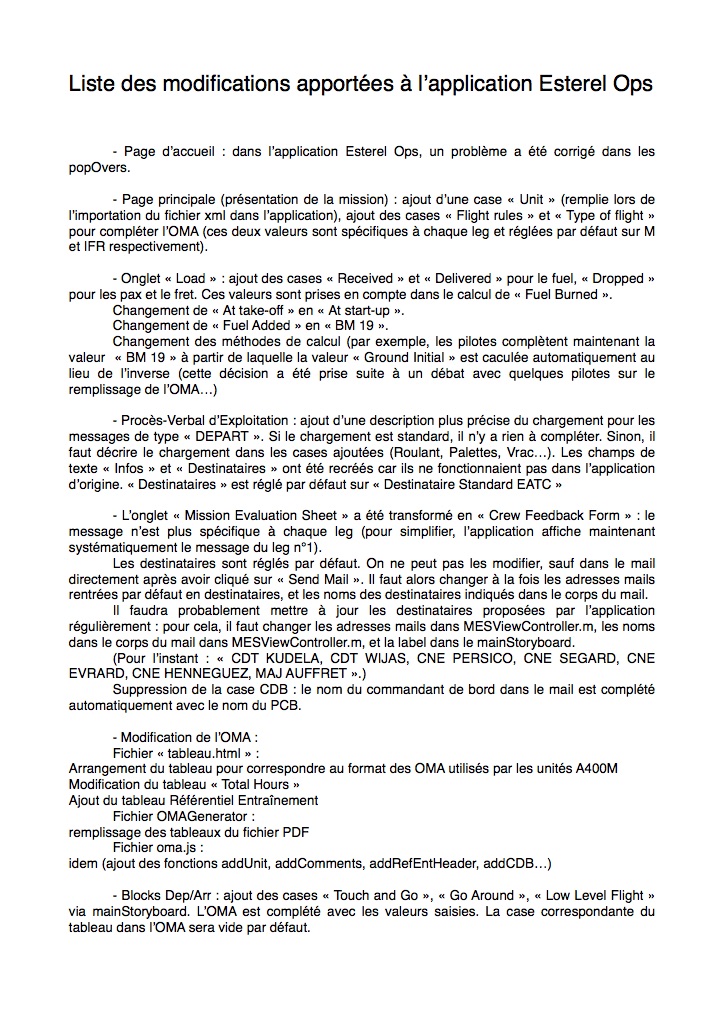 Liste des modifications apportées à l’application Esterel Ops
- Page d’accueil : dans l’application Esterel Ops, un problème a été corrigé dans les
popOvers.
- Page principale (présentation de la mission) : ajout d’une case « Unit » (remplie lors de
l’importation du fichier xml dans l’application), ajout des cases « Flight rules » et « Type of flight »
pour compléter l’OMA (ces deux valeurs sont spécifiques à chaque leg et réglées par défaut sur M
et IFR respectivement).
- Onglet « Load » : ajout des cases « Received » et « Delivered » pour le fuel, « Dropped »
pour les pax et le fret. Ces valeurs sont prises en compte dans le calcul de « Fuel Burned ».
Changement de « At take-off » en « At start-up ».
Changement de « Fuel Added » en « BM 19 ».
Changement des méthodes de calcul (par exemple, les pilotes complètent maintenant la
valeur « BM 19 » à partir de laquelle la valeur « Ground Initial » est caculée automatiquement au
lieu de l’inverse (cette décision a été prise suite à un débat avec quelques pilotes sur le
remplissage de l’OMA…)
- Procès-Verbal d’Exploitation : ajout d’une description plus précise du chargement pour les
messages de type « DEPART ». Si le chargement est standard, il n’y a rien à compléter. Sinon, il
faut décrire le chargement dans les cases ajoutées (Roulant, Palettes, Vrac…). Les champs de
texte « Infos » et « Destinataires » ont été recréés car ils ne fonctionnaient pas dans l’application
d’origine. « Destinataires » est réglé par défaut sur « Destinataire Standard EATC »
- L’onglet « Mission Evaluation Sheet » a été transformé en « Crew Feedback Form » : le
message n’est plus spécifique à chaque leg (pour simplifier, l’application affiche maintenant
systématiquement le message du leg n°1).
Les destinataires sont réglés par défaut. On ne peut pas les modifier, sauf dans le mail
directement après avoir cliqué sur « Send Mail ». Il faut alors changer à la fois les adresses mails
rentrées par défaut en destinataires, et les noms des destinataires indiqués dans le corps du mail.
Il faudra probablement mettre à jour les destinataires proposées par l’application
régulièrement : pour cela, il faut changer les adresses mails dans MESViewController.m, les noms
dans le corps du mail dans MESViewController.m, et la label dans le mainStoryboard.
(Pour l’instant : « CDT KUDELA, CDT WIJAS, CNE PERSICO, CNE SEGARD, CNE
EVRARD, CNE HENNEGUEZ, MAJ AUFFRET ».)
Suppression de la case CDB : le nom du commandant de bord dans le mail est complété
automatiquement avec le nom du PCB.
- Modification de l’OMA :
Fichier « tableau.html » :
Arrangement du tableau pour correspondre au format des OMA utilisés par les unités A400M
Modification du tableau « Total Hours »
Ajout du tableau Référentiel Entraînement
Fichier OMAGenerator :
remplissage des tableaux du fichier PDF
Fichier oma.js :
idem (ajout des fonctions addUnit, addComments, addRefEntHeader, addCDB…)
- Blocks Dep/Arr : ajout des cases « Touch and Go », « Go Around », « Low Level Flight »
via mainStoryboard. L’OMA est complété avec les valeurs saisies. La case correspondante du
tableau dans l’OMA sera vide par défaut.